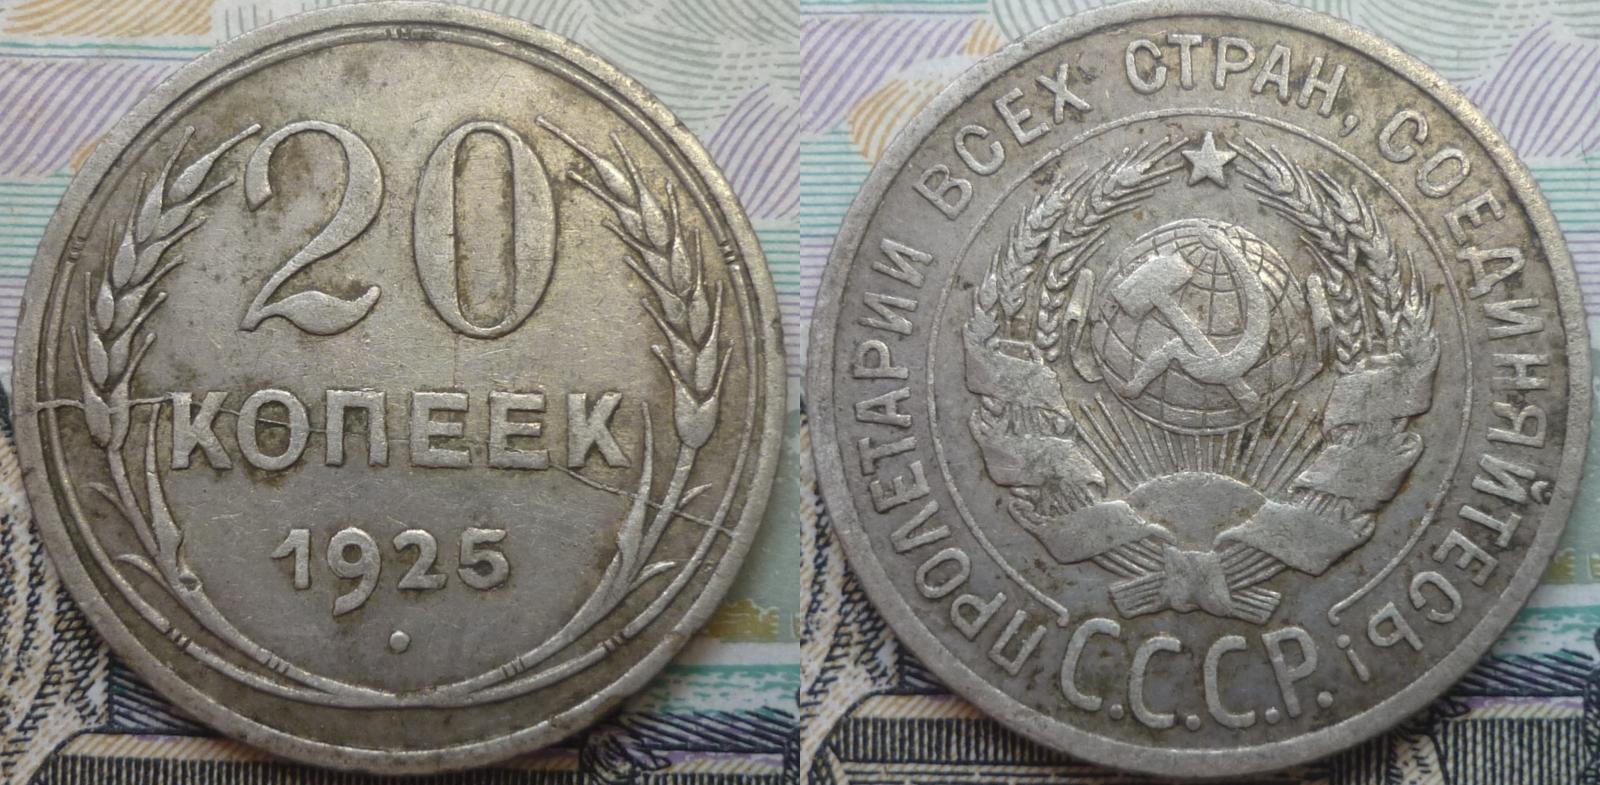 20
КОПЕЕК
1925
ПРОЛЕТАРИИ ВСЕХ СТРАН, СОЕДИНЯЙТЕСЬ!
С.С.С.Р.